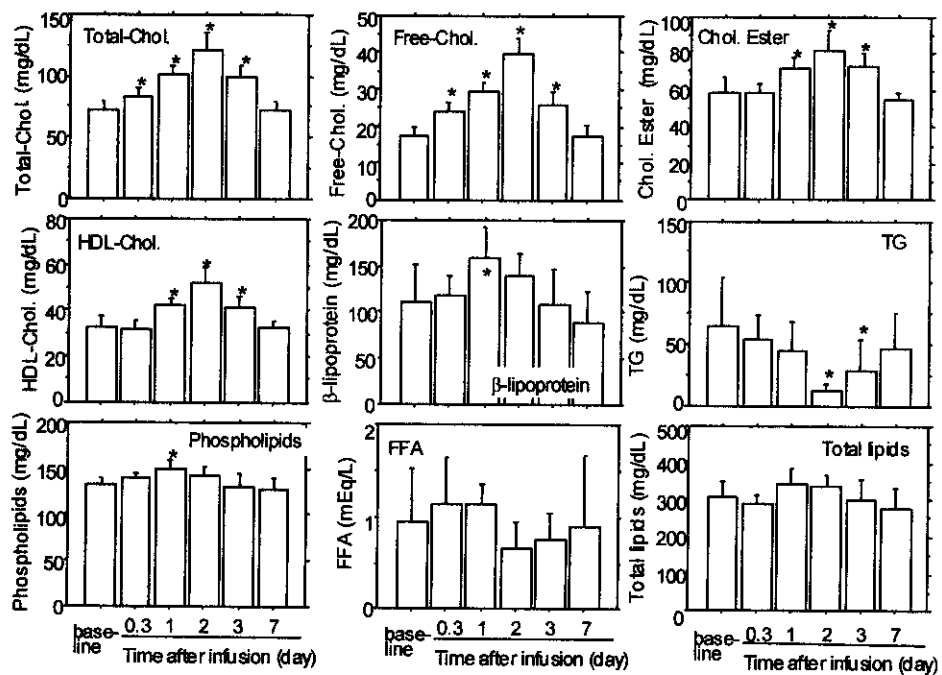 Total-Chol. (mg/dL)
150
100
50
0
Total-Chol.
*
*
*
*
Free-Chol. (mg/dL)
50
40
30
20
10
0
Free-Chol.
*
*
*
*
Chol. Ester (mg/dL)
100
80
60
40
20
0
Chol. Ester
*
*
*
HDL-Chol. (mg/dL)
80
60
40
20
0
HDL-Chol.
*
*
*
β-lipoprotein (mg/dL)
200
150
100
50
0
*
β-lipoprotein
TG (mg/dL)
150
50
0
TG
*
*
Phospholipids (mg/dL)
200
150
100
50
0
Phospholipids
*
FFA (mEq/L)
2
1
0
FFA
Total lipids (mg/dL)
500
400
300
200
100
0
Total lipids
base-
line
0.3 1 2 3 7
Time after infusion (day)
base-
line
0.3 1 2 3 7
Time after infusion (day)
base-
line
0.3 1 2 3 7
Time after infusion (day)